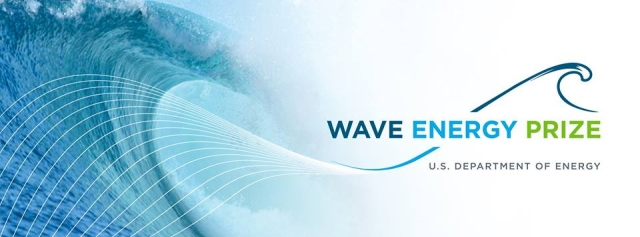 WAVE ENERGY PRIZE
U.S. DEPARTMENT OF ENERGY